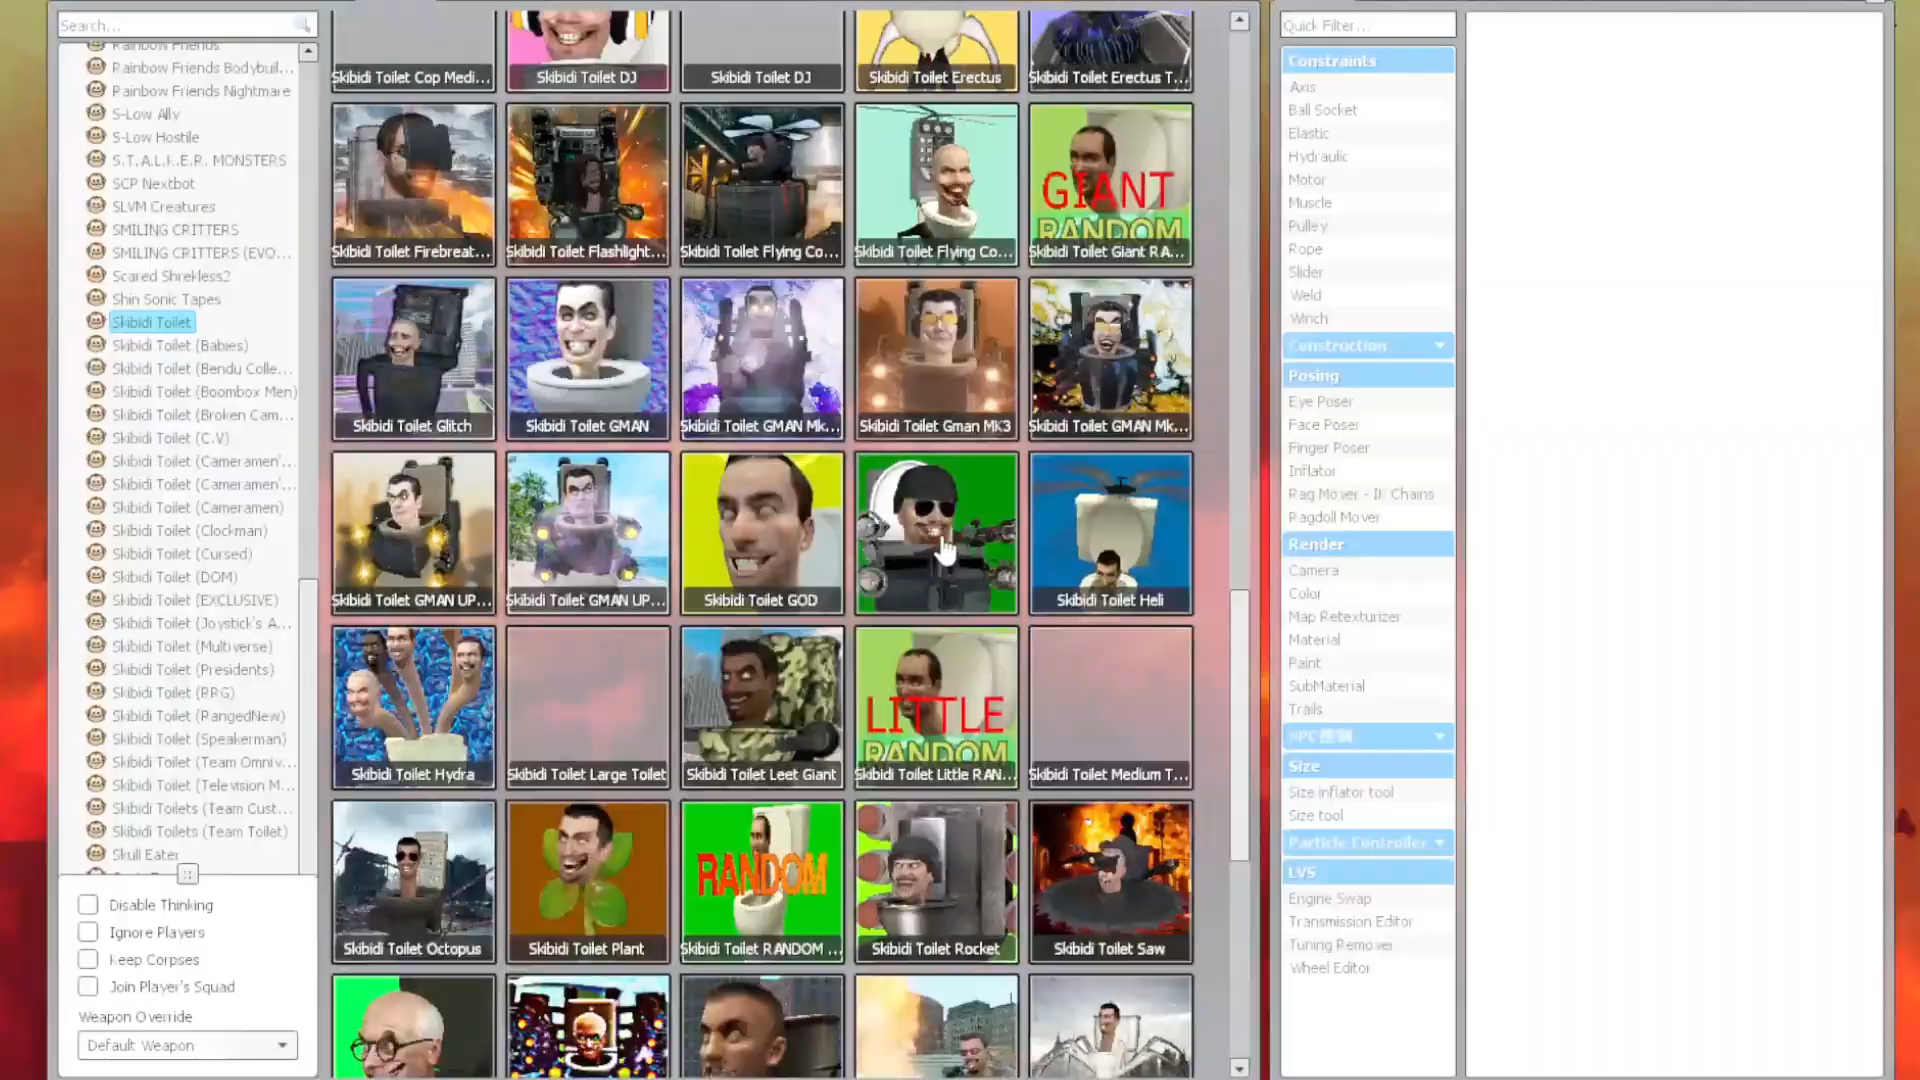 Search...
Rainbow Friends
Rainbow Friends Bodybuil...
Rainbow Friends Nightmare
S-Low Ally
S-Low Hostile
S.T.A.L.K.E.R. MONSTERS
SCP Nextbot
SLVM Creatures
SMILING CRITTERS
SMILING CRITTERS (EVO...
Scared Shrekless2
Shin Sonic Tapes
Skibidi Toilet
Skibidi Toilet (Babies)
Skibidi Toilet (Bendu Colle...
Skibidi Toilet (Boombox Men)
Skibidi Toilet (Broken Cam...
Skibidi Toilet (C.V)
Skibidi Toilet (Cameramen'...
Skibidi Toilet (Cameramen'...
Skibidi Toilet (Cameramen)
Skibidi Toilet (Clockman)
Skibidi Toilet (Cursed)
Skibidi Toilet (DOM)
Skibidi Toilet (EXCLUSIVE)
Skibidi Toilet (Joystick's A...
Skibidi Toilet (Multiverse)
Skibidi Toilet (Presidents)
Skibidi Toilet (RRG)
Skibidi Toilet (RangedNew)
Skibidi Toilet (Speakerman)
Skibidi Toilet (Team Omniv...
Skibidi Toilet (Television M...
Skibidi Toilets (Team Cust...
Skibidi Toilets (Team Toilet)
Skull Eater
Disable Thinking
Ignore Players
Keep Corpses
Join Player's Squad
Weapon Override
Default Weapon
Skibidi Toilet Cop Medi...
Skibidi Toilet DJ
Skibidi Toilet DJ
Skibidi Toilet Erectus
Skibidi Toilet Erectus T...
GIANT
RANDOM
Skibidi Toilet Firebreat...
Skibidi Toilet Flashlight...
Skibidi Toilet Flying Co...
Skibidi Toilet Flying Co...
Skibidi Toilet Giant RA...
Skibidi Toilet Glitch
Skibidi Toilet GMAN
Skibidi Toilet GMAN Mk...
Skibidi Toilet Gman MK3
Skibidi Toilet GMAN Mk...
Skibidi Toilet GMAN UP...
Skibidi Toilet GMAN UP...
Skibidi Toilet GOD
Skibidi Toilet Heli
LITTLE
RANDOM
Skibidi Toilet Hydra
Skibidi Toilet Large Toilet
Skibidi Toilet Leet Giant
Skibidi Toilet Little RAN...
Skibidi Toilet Medium T...
RANDOM
Skibidi Toilet Octopus
Skibidi Toilet Plant
Skibidi Toilet RANDOM ...
Skibidi Toilet Rocket
Skibidi Toilet Saw
Quick Filter...
Constraints
Axis
Ball Socket
Elastic
Hydraulic
Motor
Muscle
Pulley
Rope
Slider
Weld
Winch
Construction
Posing
Eye Poser
Face Poser
Finger Poser
Inflator
Rag Mover - IK Chains
Ragdoll Mover
Render
Camera
Color
Map Retexturizer
Material
Paint
SubMaterial
Trails
NPC控制
Size
Size inflator tool
Size tool
Particle Controller
LVS
Engine Swap
Transmission Editor
Tuning Remover
Wheel Editor